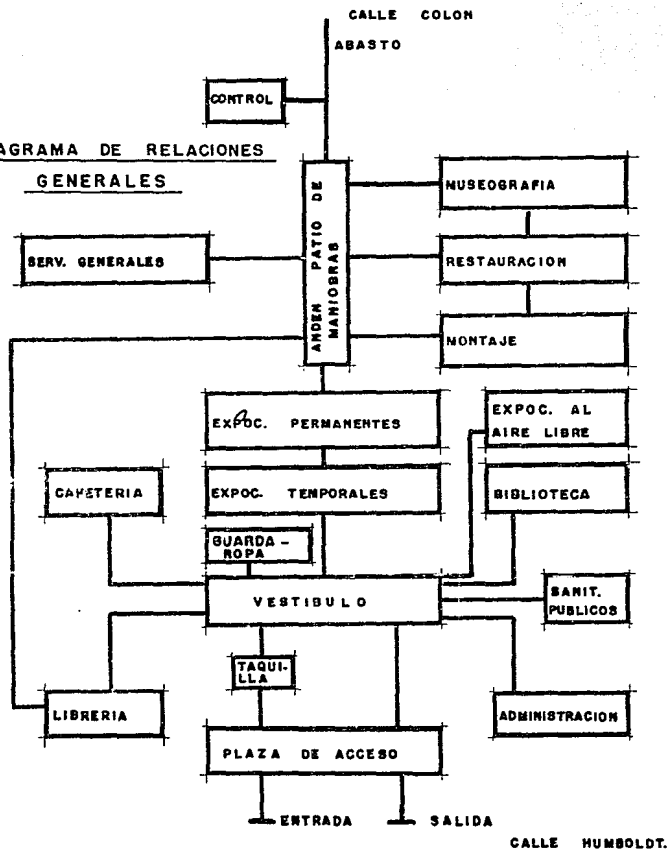 CALLE COLON
ABASTO
CONTROL
AGRAMA DE RELACIONES
GENERALES
ANDEN PATIO DE
MANIOBRAS
MUSEOGRAFIA
SERV. GENERALES
RESTAURACION
MONTAJE
EXPOC. PERMANENTES
EXPOC. AL
AIRE LIBRE
CAFETERIA
EXPOC. TEMPORALES
BIBLIOTECA
GUARDA-
ROPA
VESTIBULO
SANIT.
PUBLICOS
TAQUI-
LLA
LIBRERIA
ADMINISTRACION
PLAZA DE ACCESO
ENTRADA
SALIDA
CALLE HUMBOLDT.